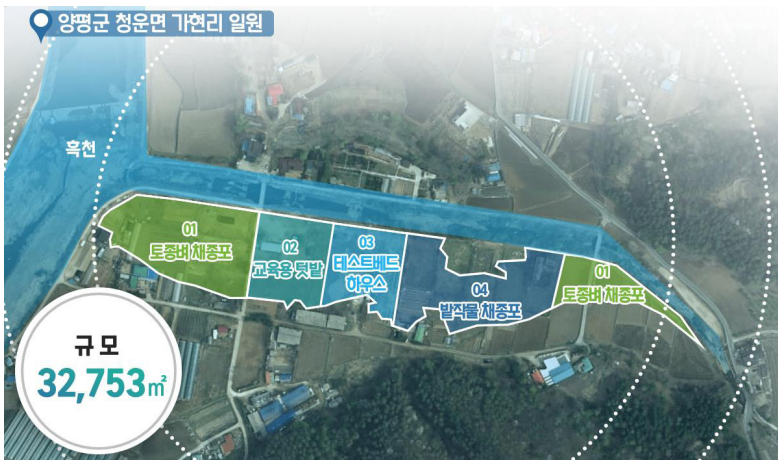 양평군 청운면 가현리 일원
흑천
01
토종벼 채종포
02
교육용 텃밭
03
테스트베드
하우스
04
밭작물 채종포
01
토종벼 채종포
규모
32,753㎡